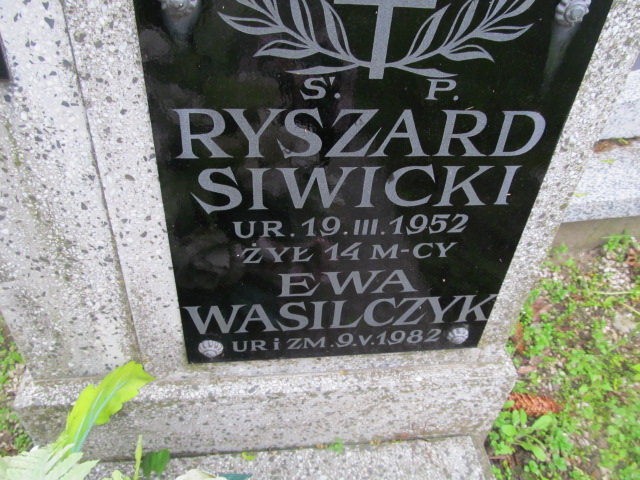 Ś. P.
RYSZARD
SIWICKI
UR. 19.III.1952
ŻYŁ 14 M-CY
EWA
WASILCZYK
UR i ZM. 9.V.1982